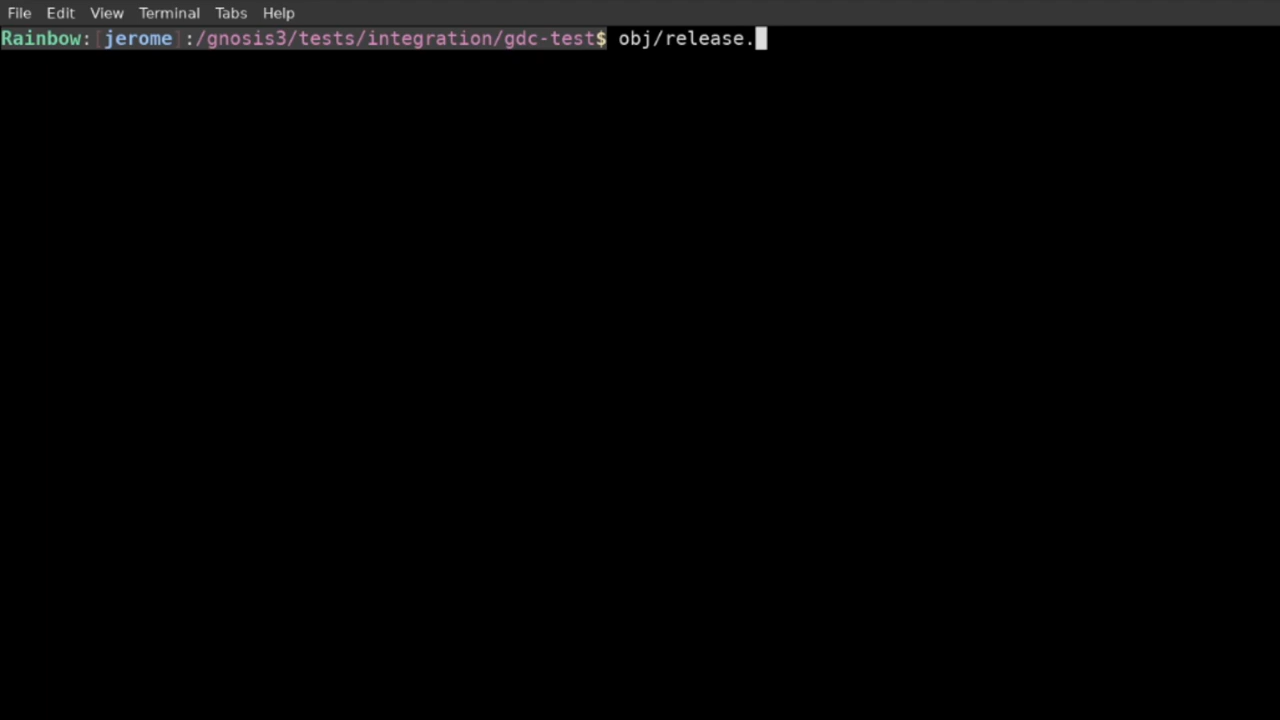 File Edit View Terminal Tabs Help
Rainbow:[jerome]:/gnosis3/tests/integration/gdc-test$ obj/release.